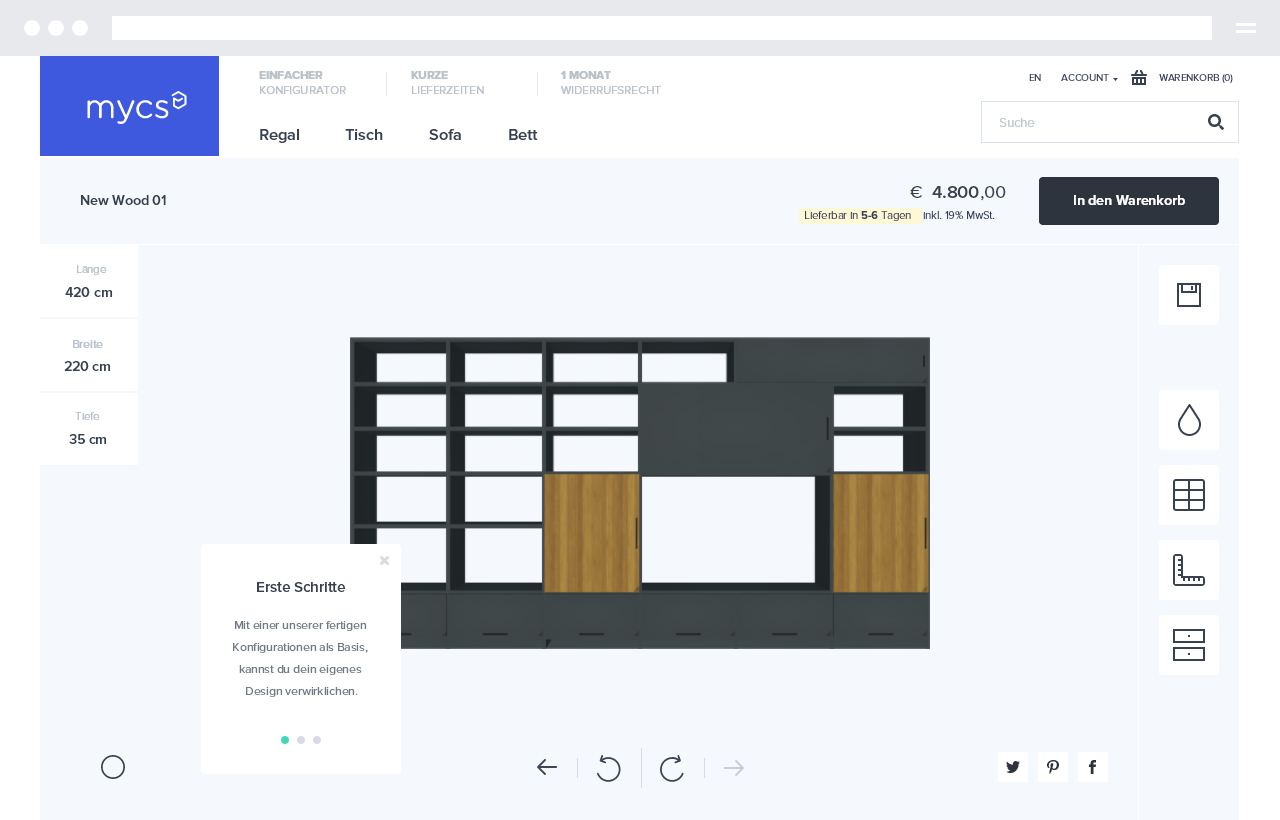 mycs
EINFACHER
KONFIGURATOR
KURZE
LIEFERZEITEN
1 MONAT
WIDERRUFSRECHT
EN
ACCOUNT
WARENKORB (0)
Regal
Tisch
Sofa
Bett
Suche
New Wood 01
€ 4.800,00
Lieferbar in 5-6 Tagen
inkl. 19% MwSt.
In den Warenkorb
Länge
420 cm
Breite
220 cm
Tiefe
35 cm
Erste Schritte
Mit einer unserer fertigen
Konfigurationen als Basis,
kannst du dein eigenes
Design verwirklichen.